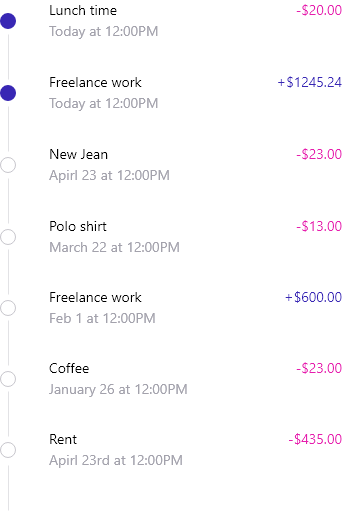 Lunch time -$20.00
Today at 12:00PM
Freelance work +$1245.24
Today at 12:00PM
New Jean -$23.00
Apirl 23 at 12:00PM
Polo shirt -$13.00
March 22 at 12:00PM
Freelance work +$600.00
Feb 1 at 12:00PM
Coffee -$23.00
January 26 at 12:00PM
Rent -$435.00
Apirl 23rd at 12:00PM